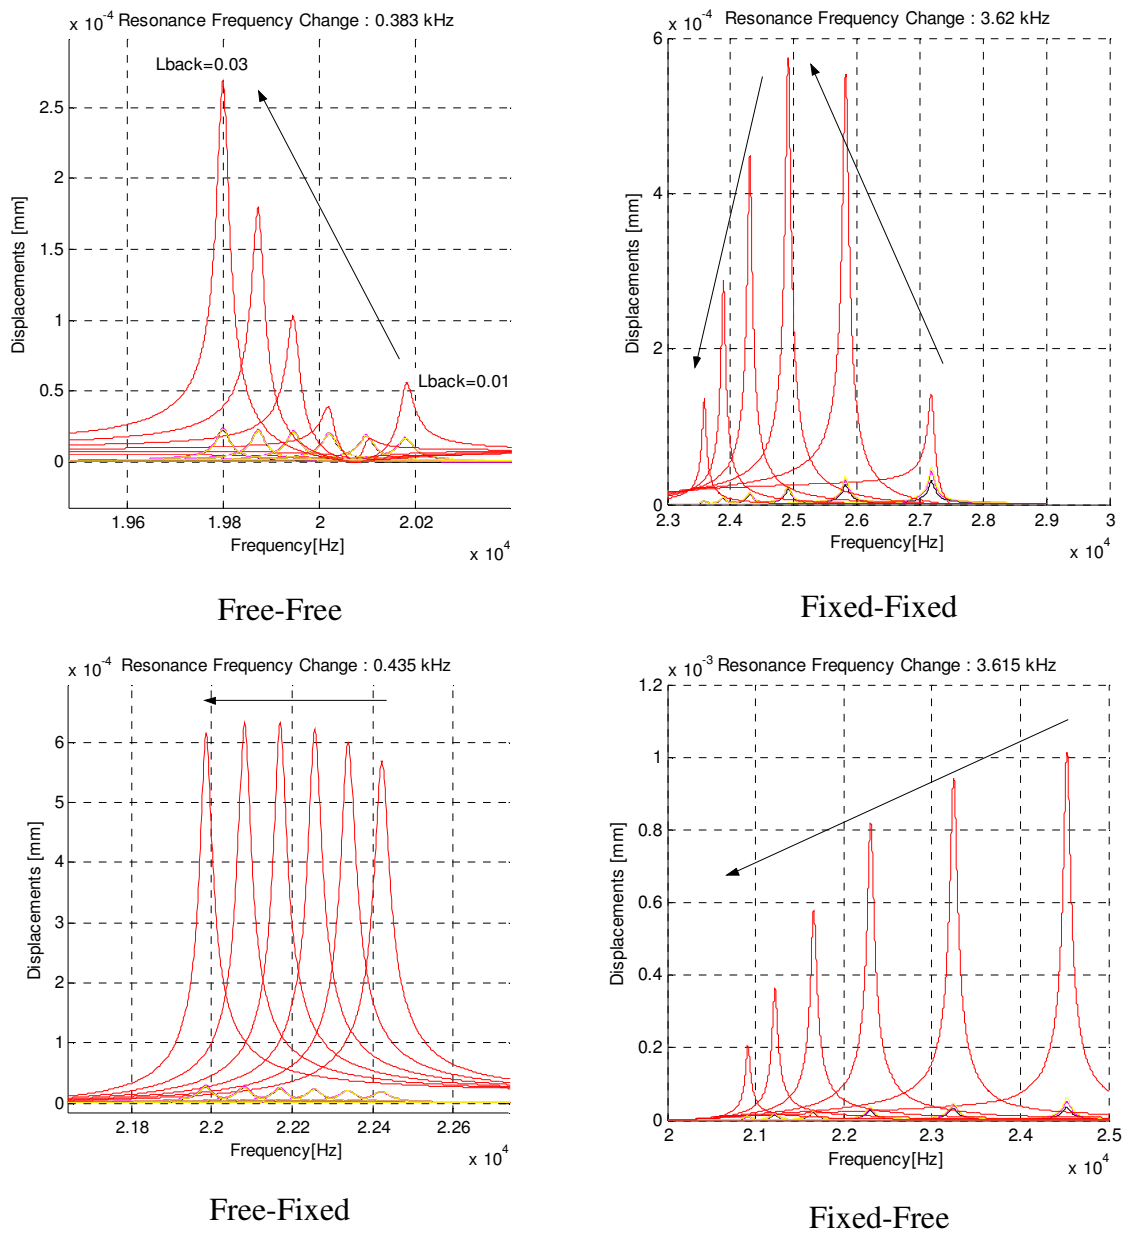 x 10^-4 Resonance Frequency Change : 0.383 kHz
Lback=0.03
2.5
2
1.5
1
0.5
0
Displacements [mm]
Lback=0.01
1.96 1.98 2 2.02
Frequency[Hz]
x 10^4
Free-Free
x 10^-4 Resonance Frequency Change : 3.62 kHz
6
4
2
0
Displacements [mm]
2.3 2.4 2.5 2.6 2.7 2.8 2.9 3
Frequency[Hz]
x 10^4
Fixed-Fixed
x 10^-4 Resonance Frequency Change : 0.435 kHz
6
5
4
3
2
1
0
Displacements [mm]
2.18 2.2 2.22 2.24 2.26
Frequency[Hz]
x 10^4
Free-Fixed
x 10^-3 Resonance Frequency Change : 3.615 kHz
1.2
1
0.8
0.6
0.4
0.2
0
Displacements [mm]
2 2.1 2.2 2.3 2.4 2.5
Frequency[Hz]
x 10^4
Fixed-Free